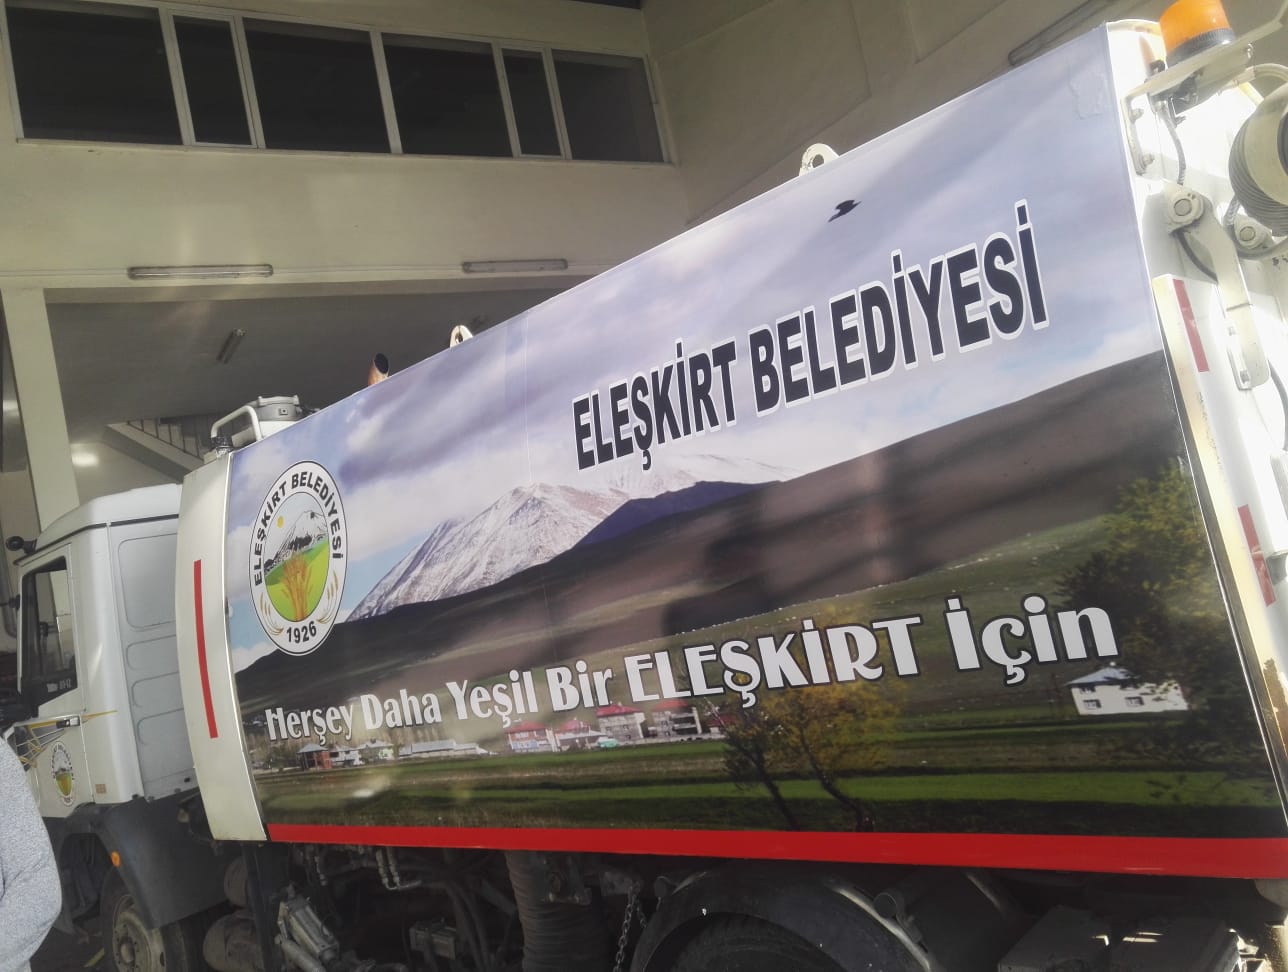 ELEŞKİRT BELEDİYESİ
ELEŞKİRT BELEDİYESİ
1926
Herşey Daha Yeşil Bir ELEŞKİRT İçin